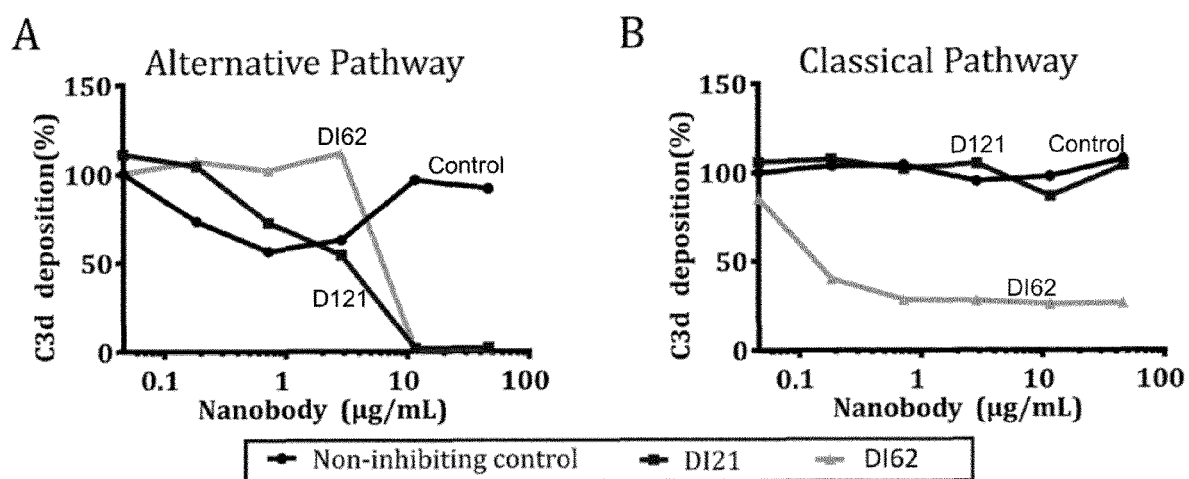 A
Alternative Pathway
150
100
50
0
C3d deposition(%)
DI62
Control
D121
0.1 1 10 100
Nanobody (µg/mL)
B
Classical Pathway
150
100
50
0
C3d deposition(%)
D121
Control
DI62
0.1 1 10 100
Nanobody (µg/mL)
Non-inhibiting control DI21 DI62